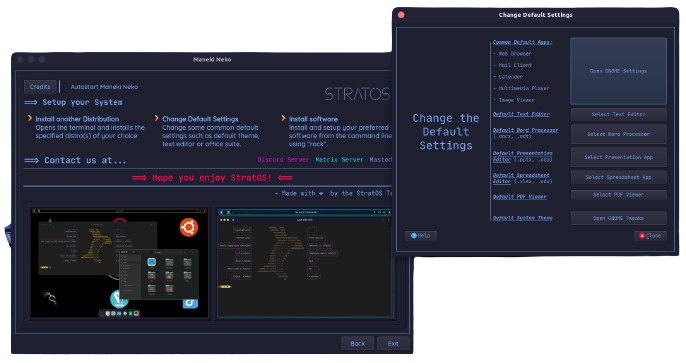 Maneki Neko
Credits
Autostart Maneki Neko
STRATOS
⟹ Setup your System
Install another Distribution
Opens the terminal and installs the
specified distro(s) of your choice
Change Default Settings
Change some common default
settings such as default theme,
text editor or office suite.
Install software
Install and setup your preferred
software from the command line
using "rock".
⟹ Contact us at...
Discord Server
Matrix Server
Mastod
⟹ Hope you enjoy StratOS! ⟸
~ Made with ❤ by the StratOS Te
Back
Exit
Change Default Settings
Change the
Default
Settings
Common Default Apps:
- Web Browser
- Mail Client
- Calender
- Multimedia Player
- Image Viewer
Open GNOME Settings
Default Text Editor
Select Text Editor
Default Word Processor
(.docx, .odt)
Select Word Processor
Default Presentation
Editor (.pptx, .odp)
Select Presentation App
Default Spreadsheet
Editor (.xlsx, .ods)
Select Spreadsheet App
Default PDF Viewer
Select PDF Viewer
Default System Theme
Open GNOME Tweaks
Help
Close